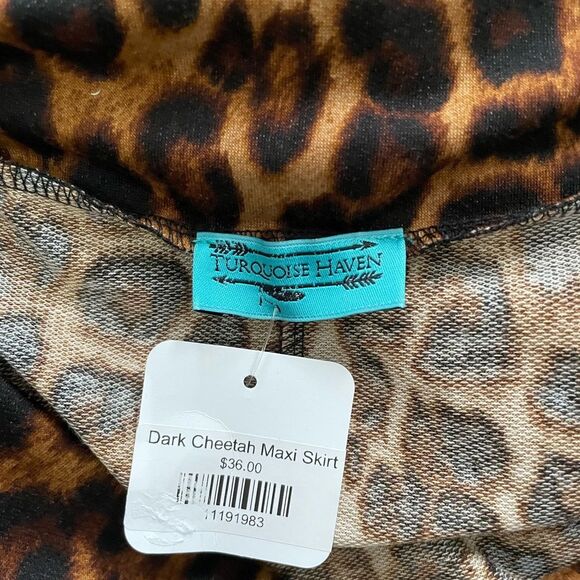 TURQUOISE HAVEN
Dark Cheetah Maxi Skirt
$36.00
11191983